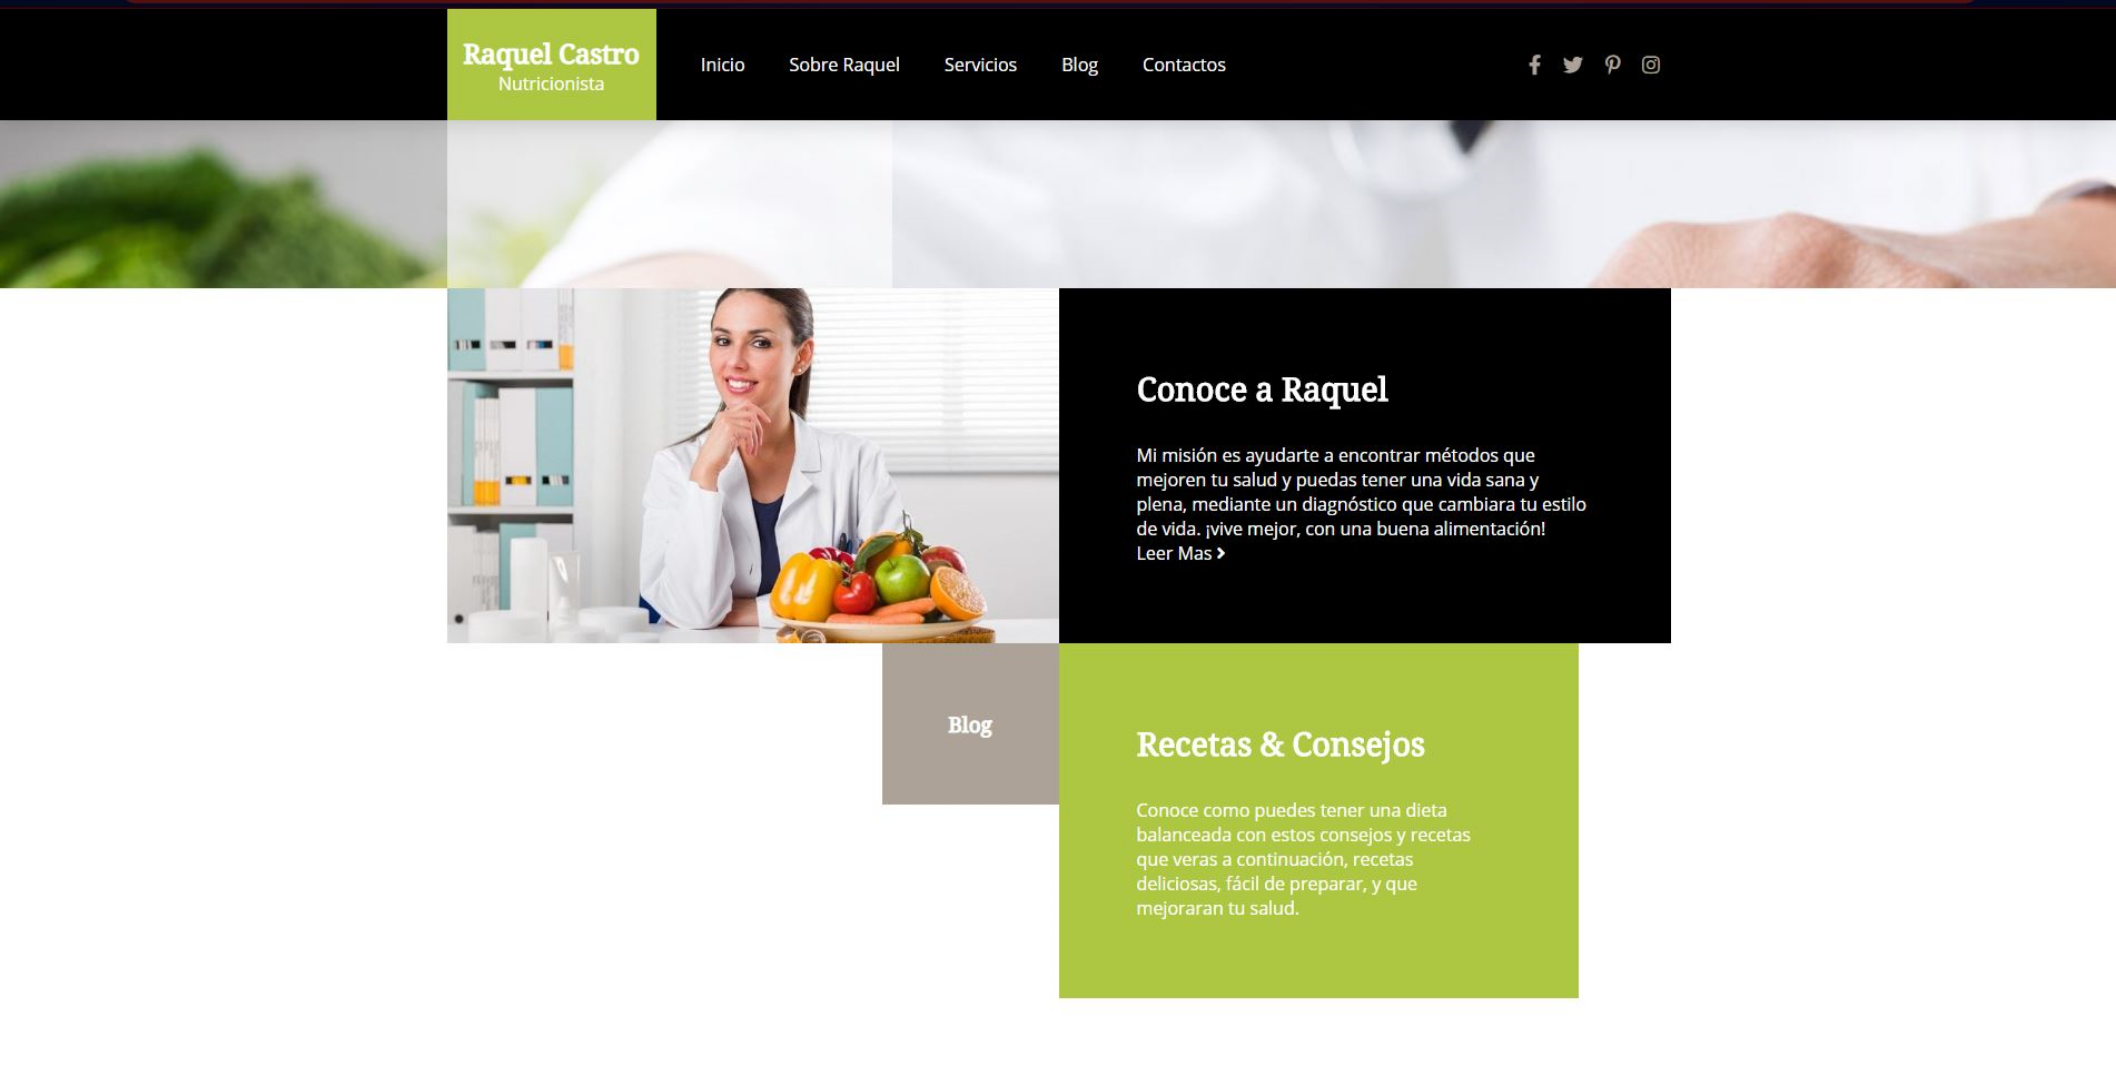 Raquel Castro
Nutricionista
Inicio
Sobre Raquel
Servicios
Blog
Contactos
Conoce a Raquel
Mi misión es ayudarte a encontrar métodos que
mejoren tu salud y puedas tener una vida sana y
plena, mediante un diagnóstico que cambiara tu estilo
de vida. ¡vive mejor, con una buena alimentación!
Leer Mas
Blog
Recetas & Consejos
Conoce como puedes tener una dieta
balanceada con estos consejos y recetas
que veras a continuación, recetas
deliciosas, fácil de preparar, y que
mejoraran tu salud.